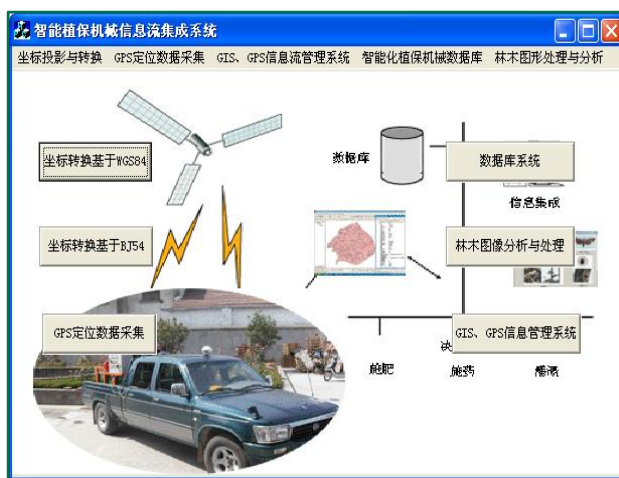 智能植保机械信息流集成系统
坐标投影与转换 GPS定位数据采集 GIS、GPS信息流管理系统 智能化植保机械数据库 林木图形处理与分析
坐标转换基于WGS84
数据库
数据库系统
信息集成
坐标转换基于BJ54
林木图像分析与处理
GPS定位数据采集
决
GIS、GPS信息管理系统
施肥
施药
灌溉